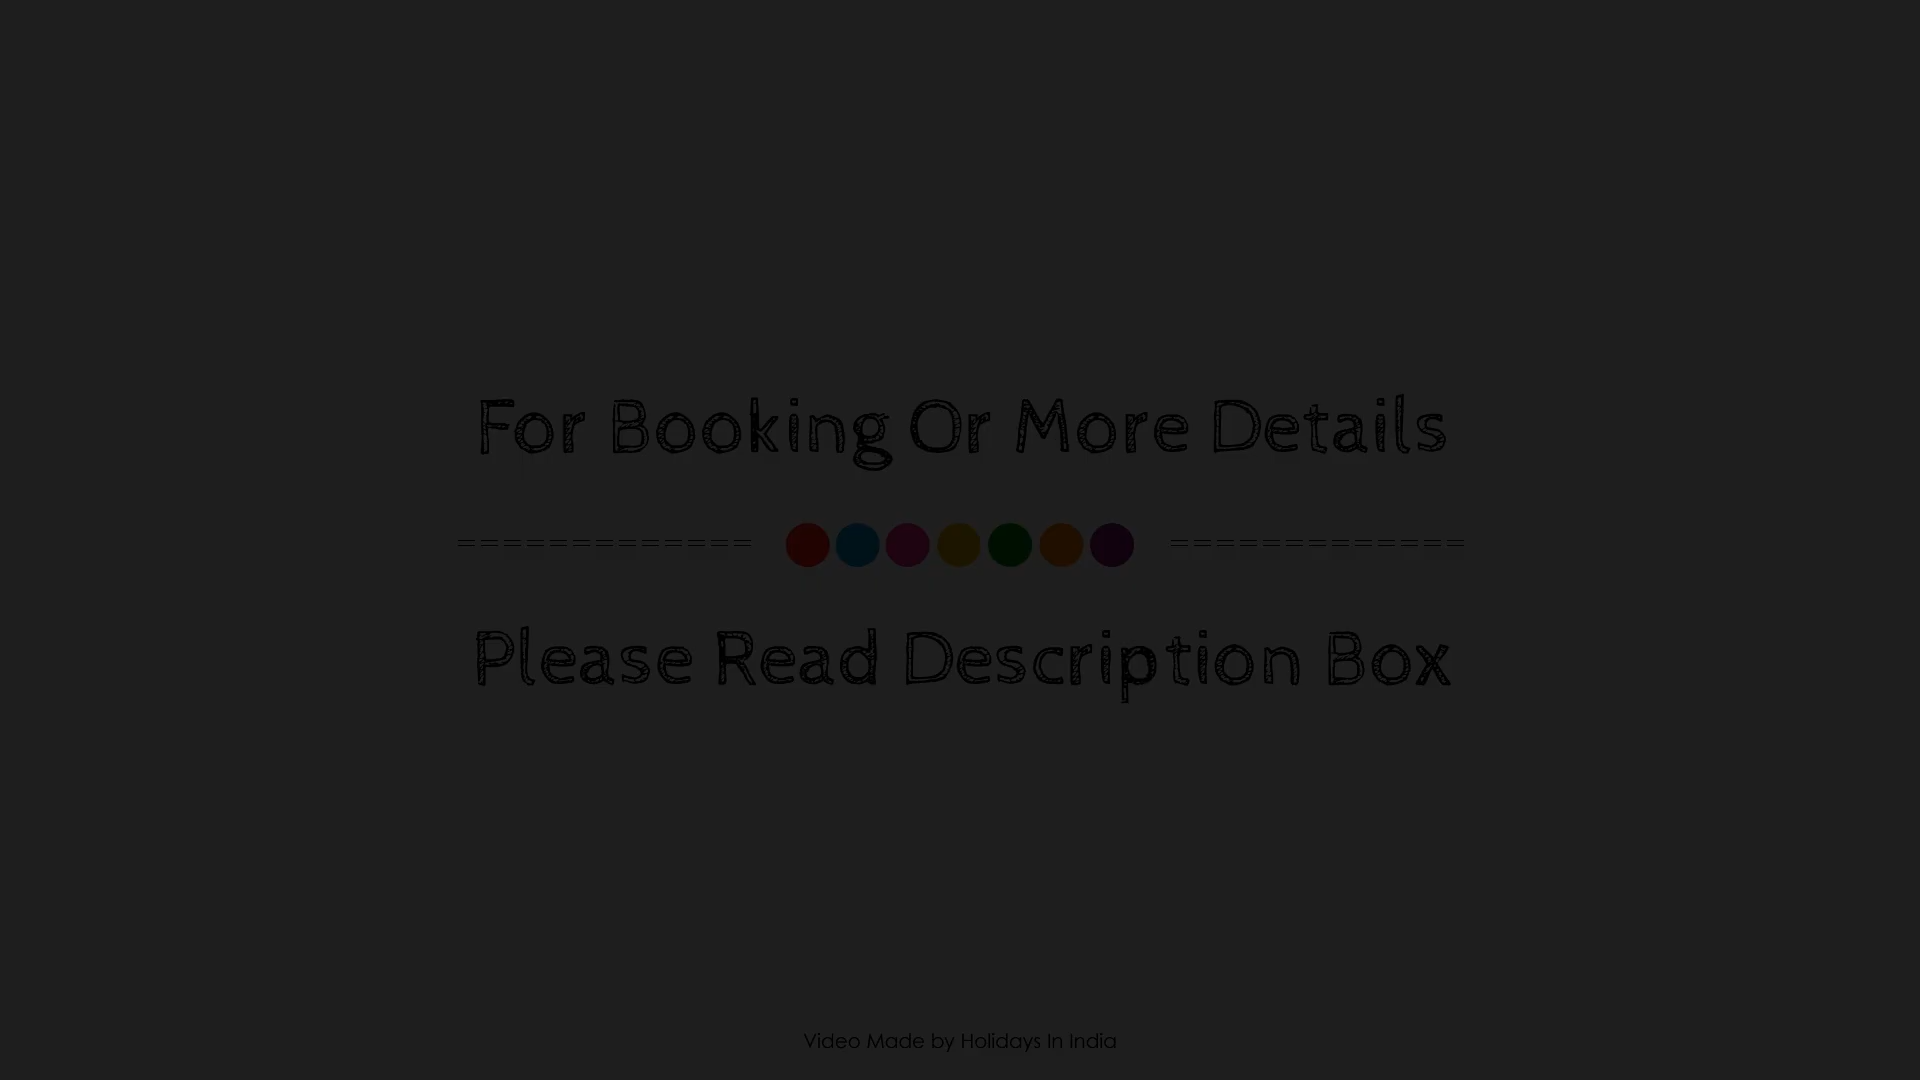 For Booking Or More Details
============= =============
Please Read Description Box
Video Made by Holidays In India